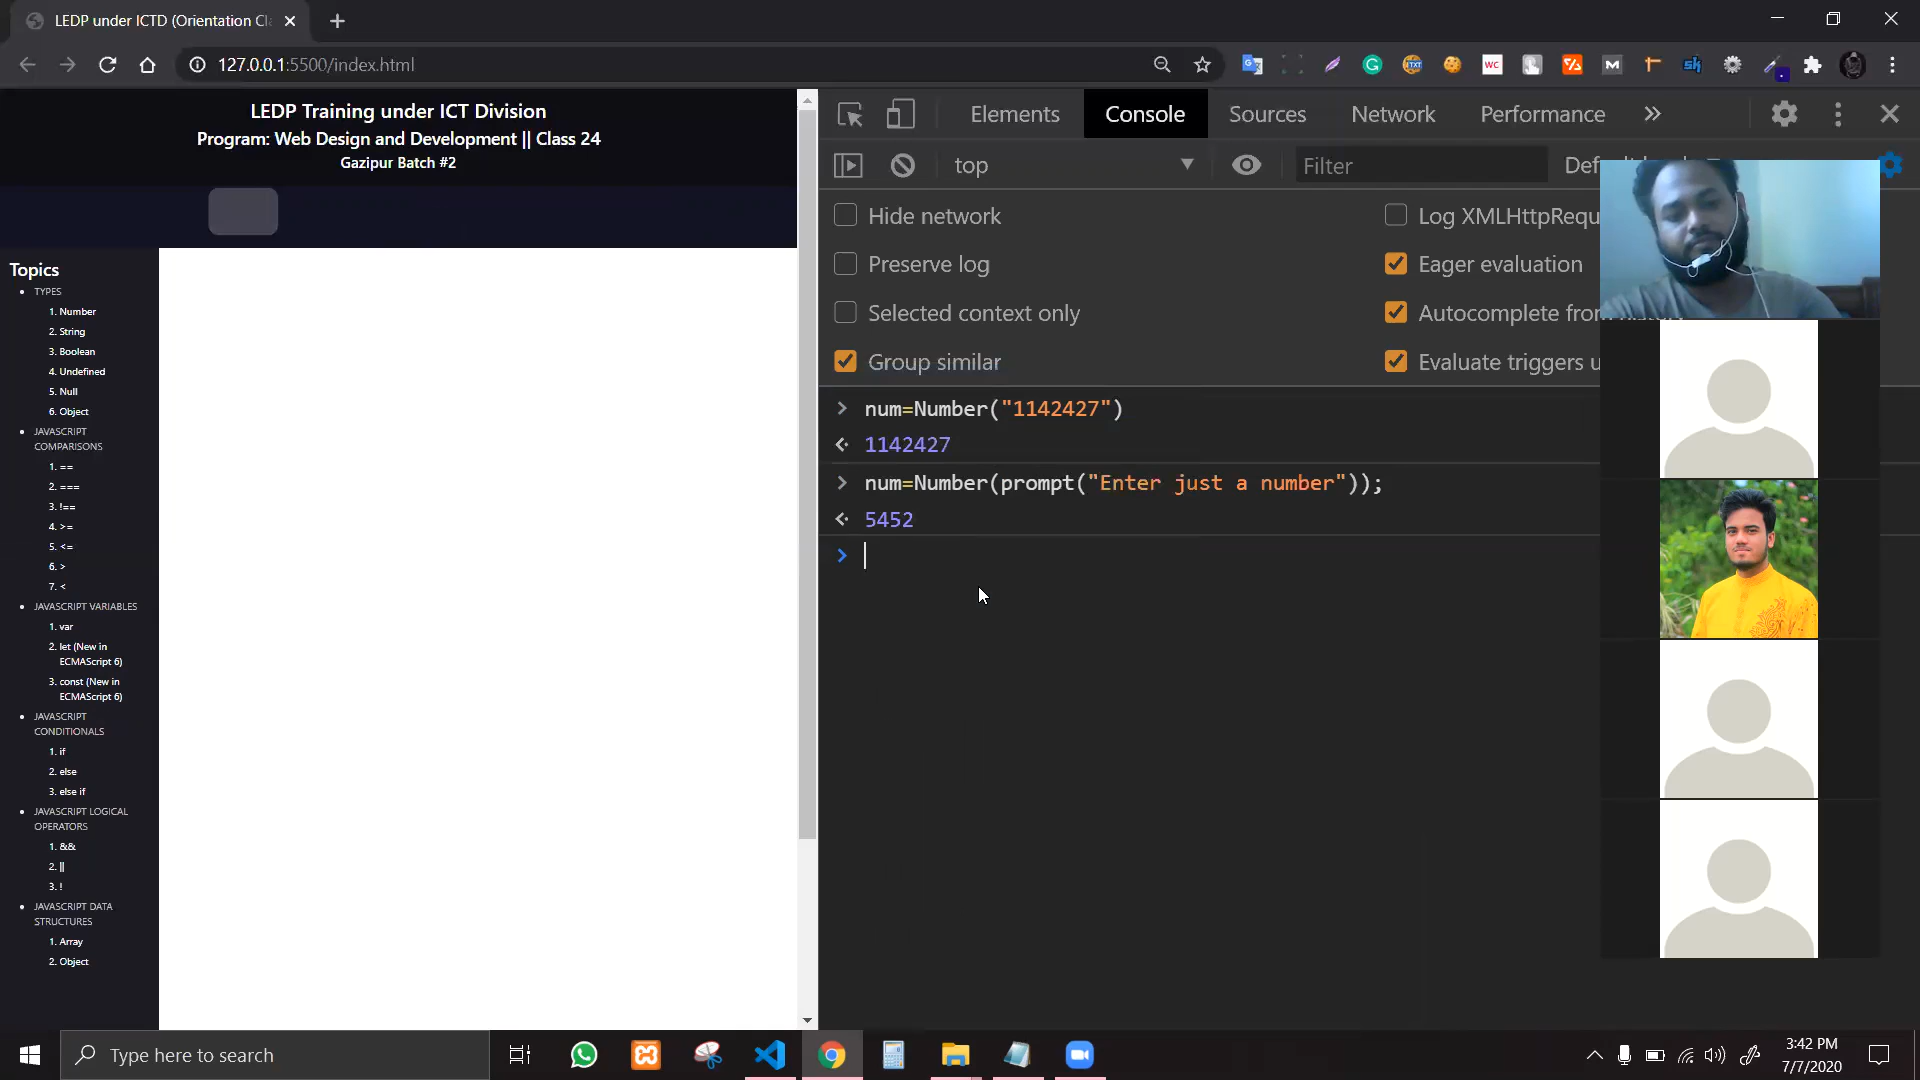 LEDP under ICTD (Orientation Cl
127.0.0.1:5500/index.html
LEDP Training under ICT Division
Program: Web Design and Development || Class 24
Gazipur Batch #2
Topics
TYPES
1. Number
2. String
3. Boolean
4. Undefined
5. Null
6. Object
JAVASCRIPT
COMPARISONS
1. ==
2. ===
3. !==
4. >=
5. <=
6. >
7. <
JAVASCRIPT VARIABLES
1. var
2. let (New in
ECMAScript 6)
3. const (New in
ECMAScript 6)
JAVASCRIPT
CONDITIONALS
1. if
2. else
3. else if
JAVASCRIPT LOGICAL
OPERATORS
1. &&
2. ||
3. !
JAVASCRIPT DATA
STRUCTURES
1. Array
2. Object
Elements
Console
Sources
Network
Performance
top
Filter
Hide network
Log XMLHttpRequ
Preserve log
Eager evaluation
Selected context only
Autocomplete from
Group similar
Evaluate triggers u
num=Number("1142427")
1142427
num=Number(prompt("Enter just a number"));
5452
Type here to search
3:42 PM
7/7/2020